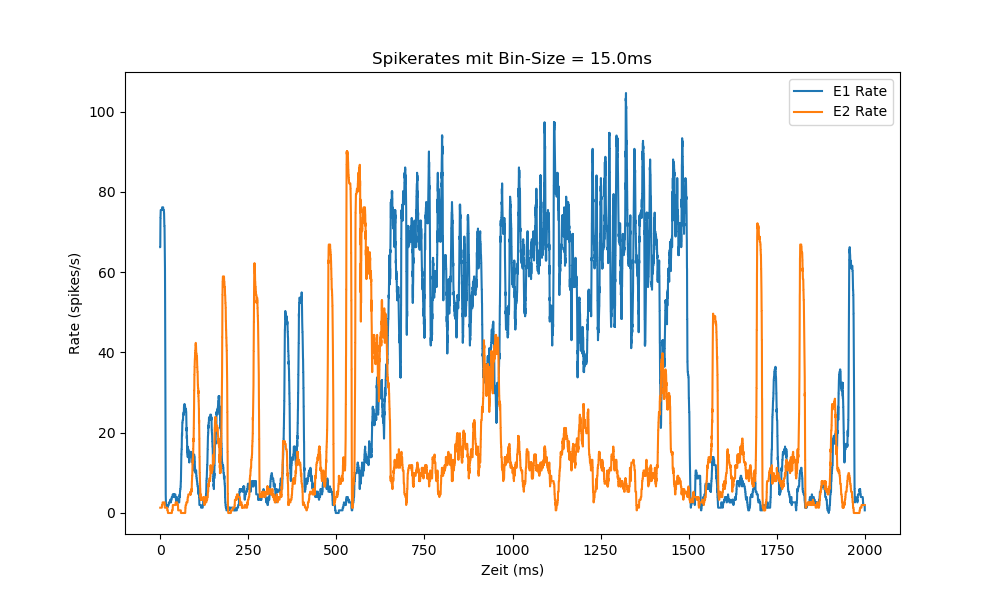 Spikerates mit Bin-Size = 15.0ms
E1 Rate
E2 Rate
100
80
60
40
20
0
Rate (spikes/s)
0 250 500 750 1000 1250 1500 1750 2000
Zeit (ms)